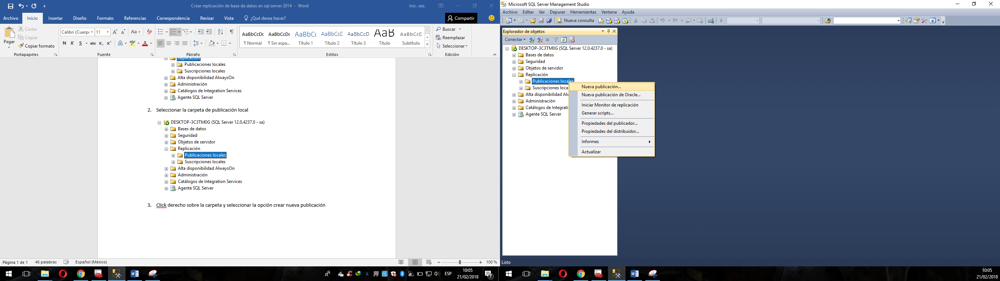 Crear replicación de base de datos en sql server 2014 - Word
Inic. ses.
Archivo Inicio Insertar Diseño Formato Referencias Correspondencia Revisar Vista ¿Qué desea hacer? Compartir
Pegar
Cortar
Copiar
Copiar formato
Portapapeles
Calibri (Cuerpo 11
Aa
N K S abc x₂ x²
Fuente
Párrafo
AaBbCcDc AaBbCcDc AaBbCc AaBbCcD AaBbCcD AaB AaBbCcD
¶ Normal ¶ Sin espa... Título 1 Título 2 Título 3 Título Subtítulo
Estilos
Buscar
Reemplazar
Seleccionar
Edición
Replicación
Publicaciones locales
Suscripciones locales
Alta disponibilidad AlwaysOn
Administración
Catálogos de Integration Services
Agente SQL Server
2. Seleccionar la carpeta de publicación local
DESKTOP-3C3TM0G (SQL Server 12.0.4237.0 - sa)
Bases de datos
Seguridad
Objetos de servidor
Replicación
Publicaciones locales
Suscripciones locales
Alta disponibilidad AlwaysOn
Administración
Catálogos de Integration Services
Agente SQL Server
3. Click derecho sobre la carpeta y seleccionar la opción crear nueva publicación
Página 1 de 1 46 palabras Español (México) 100 %
ESP
10:05
21/02/2018
7
Microsoft SQL Server Management Studio
Archivo Editar Ver Depurar Herramientas Ventana Ayuda
Nueva consulta
Explorador de objetos
Conectar
DESKTOP-3C3TM0G (SQL Server 12.0.4237.0 - sa)
Bases de datos
Seguridad
Objetos de servidor
Replicación
Publicaciones locales
Suscripciones loca
Alta disponibilidad Alw
Administración
Catálogos de Integrati
Agente SQL Server
Nueva publicación...
Nueva publicación de Oracle...
Iniciar Monitor de replicación
Generar scripts...
Propiedades del publicador...
Propiedades del distribuidor...
Informes
Actualizar
Listo
10:05
21/02/2018